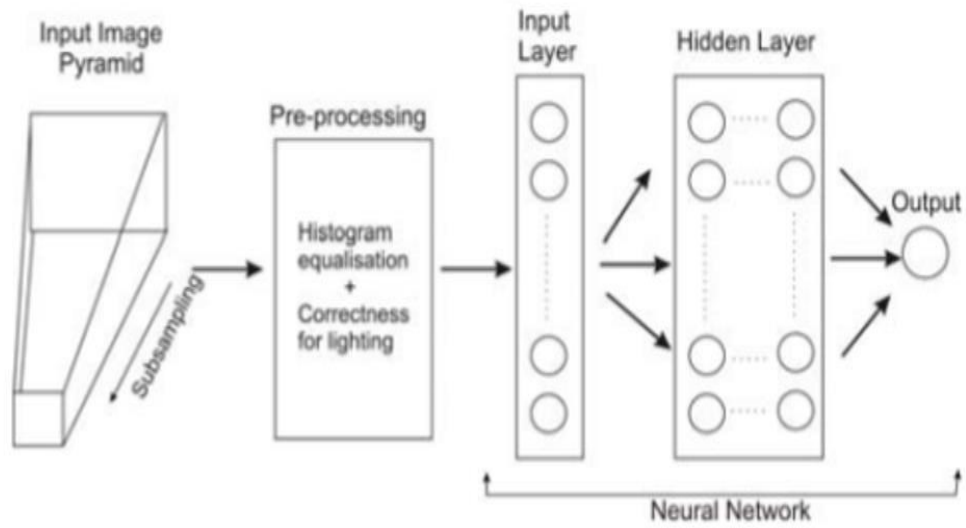 Input Image
Pyramid
Subsampling
Pre-processing
Histogram
equalisation
+
Correctness
for lighting
Input
Layer
Hidden Layer
Output
Neural Network